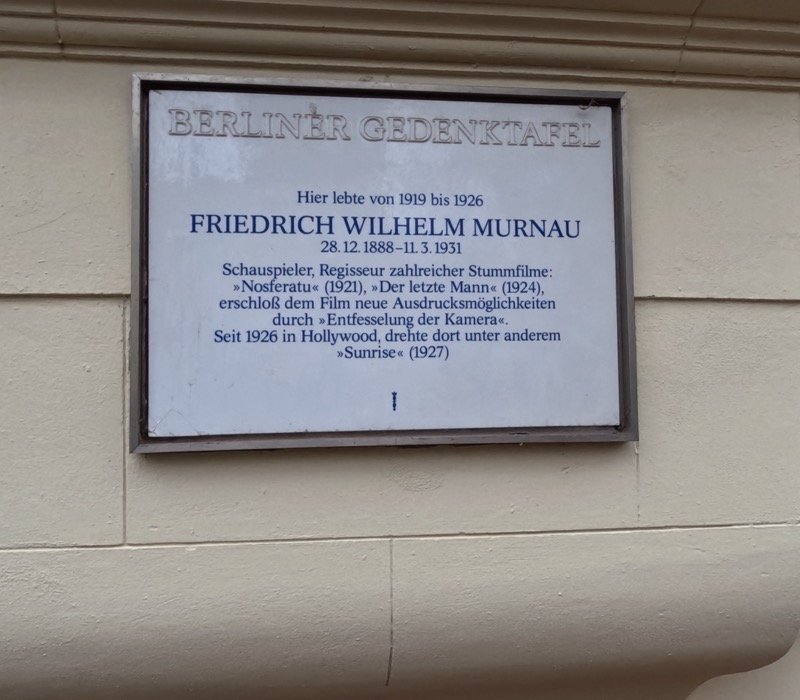 BERLINER GEDENKTAFEL
Hier lebte von 1919 bis 1926
FRIEDRICH WILHELM MURNAU
28.12.1888–11.3.1931
Schauspieler, Regisseur zahlreicher Stummfilme:
»Nosferatu« (1921), »Der letzte Mann« (1924),
erschloß dem Film neue Ausdrucksmöglichkeiten
durch »Entfesselung der Kamera«.
Seit 1926 in Hollywood, drehte dort unter anderem
»Sunrise« (1927)